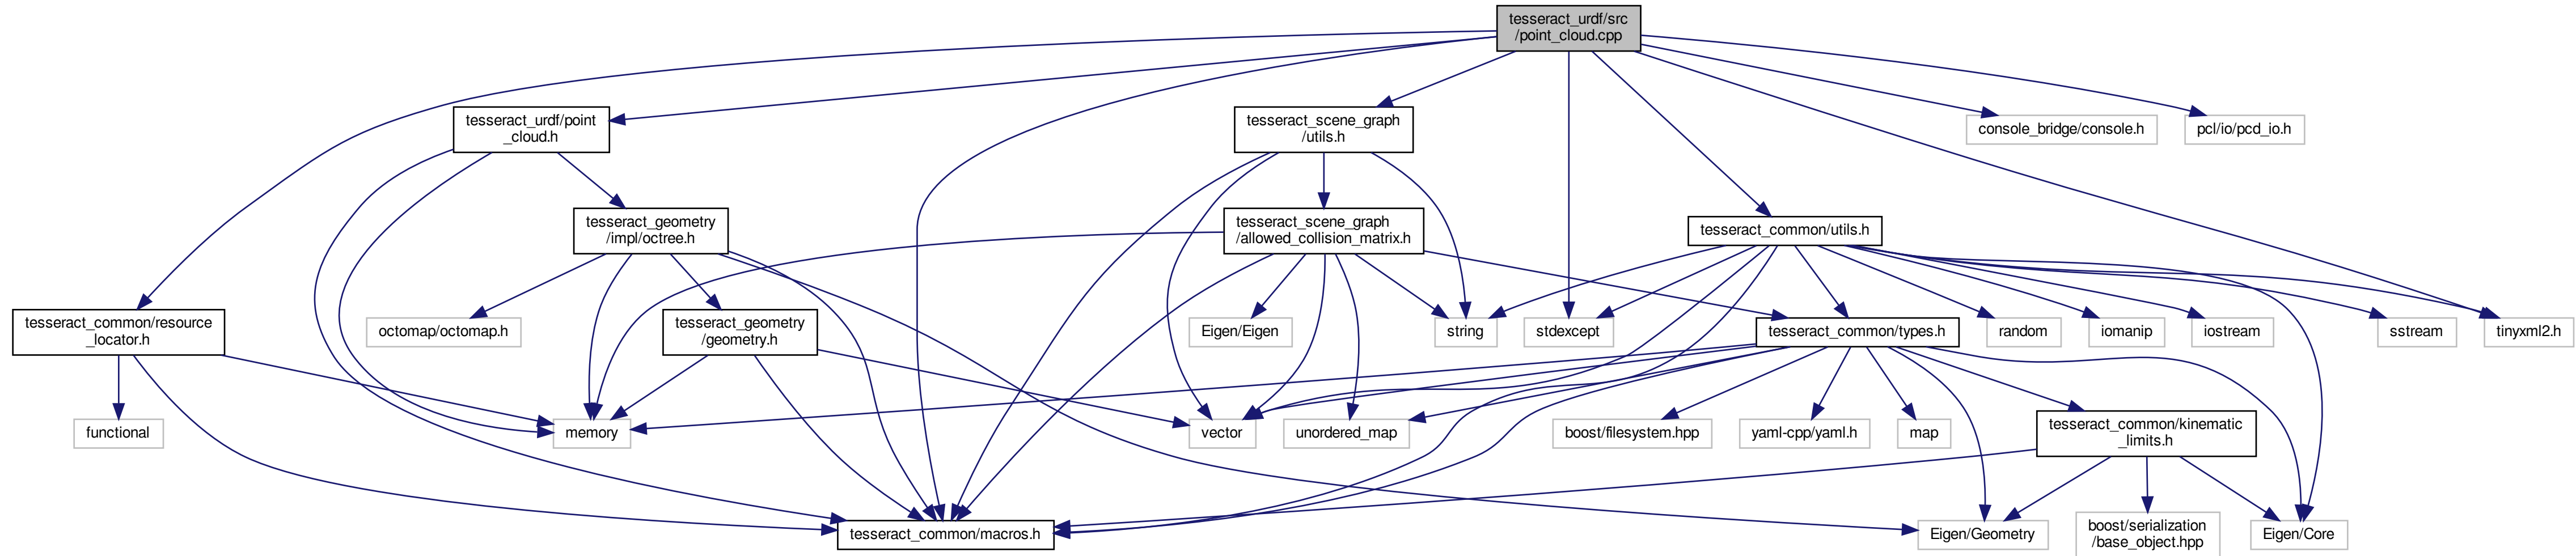 tesseract_urdf/src
/point_cloud.cpp
tesseract_urdf/point
_cloud.h
tesseract_scene_graph
/utils.h
console_bridge/console.h
pcl/io/pcd_io.h
tesseract_geometry
/impl/octree.h
tesseract_scene_graph
/allowed_collision_matrix.h
tesseract_common/utils.h
tesseract_common/resource
_locator.h
octomap/octomap.h
tesseract_geometry
/geometry.h
Eigen/Eigen
string
stdexcept
tesseract_common/types.h
random
iomanip
iostream
sstream
tinyxml2.h
functional
memory
vector
unordered_map
boost/filesystem.hpp
yaml-cpp/yaml.h
map
tesseract_common/kinematic
_limits.h
tesseract_common/macros.h
Eigen/Geometry
boost/serialization
/base_object.hpp
Eigen/Core